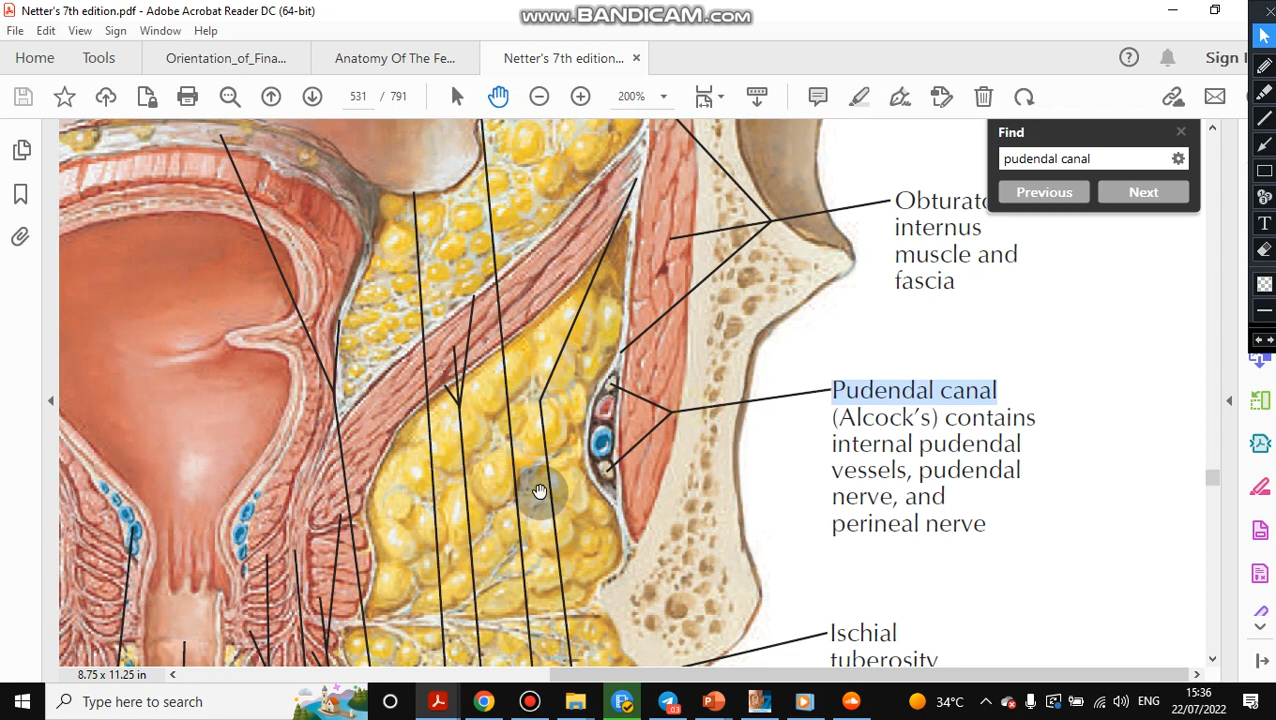 Netter's 7th edition.pdf - Adobe Acrobat Reader DC (64-bit)
www.BANDICAM.com
File Edit View Sign Window Help
Home Tools Orientation_of_Fina... Anatomy Of The Fe... Netter's 7th edition... Sign
531 / 791 200%
Find
pudendal canal
Previous Next
Obturato
internus
muscle and
fascia
Pudendal canal
(Alcock's) contains
internal pudendal
vessels, pudendal
nerve, and
perineal nerve
Ischial
tuberosity
8.75 x 11.25 in
Type here to search
03
34°C
ENG
15:36
22/07/2022